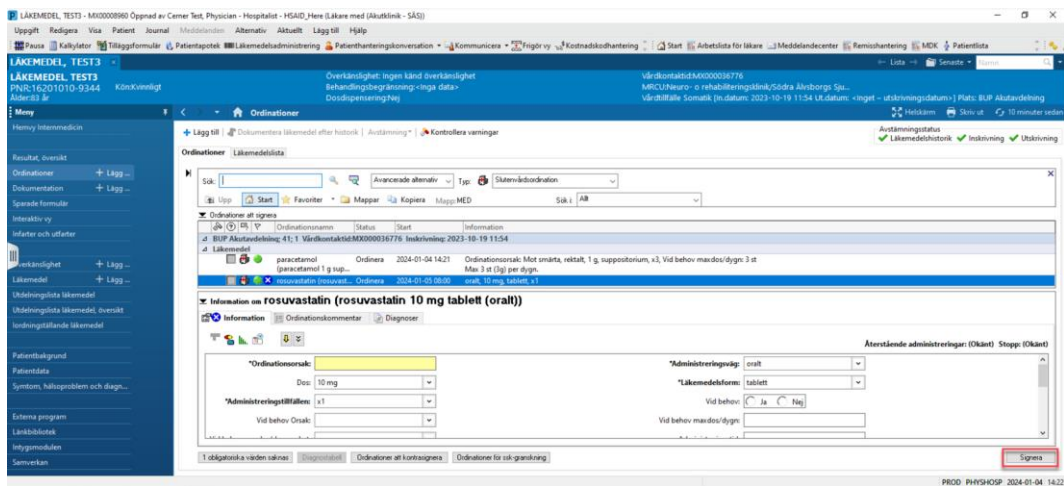 LÄKEMEDEL, TEST3 - MX00008960 Öppnad av Cerner Test, Physician - Hospitalist - HSAID_Here (Läkare med (Akutklinik - SÄS))
Uppgift Redigera Visa Patient Journal Meddelanden Alternativ Aktuellt Lägg till Hjälp
Pausa Kalkylator Tilläggsformulär Patientapotek Läkemedelsadministrering Patienthanteringskonversation Kommunicera Frigör vy Kostnadskodhantering Start Arbetslista för läkare Meddelandecenter Remisshantering MDK Patientlista
LÄKEMEDEL, TEST3
Lista Senaste Namn
LÄKEMEDEL, TEST3
PNR:16201010-9344 Kön:Kvinnligt
Ålder:83 år
Överkänslighet: Ingen känd överkänslighet
Behandlingsbegränsning:<Inga data>
Dosdispensering:Nej
Vårdkontaktid:MX000036776
MRCU:Neuro- o rehabiliteringsklinik/Södra Älvsborgs Sju...
Vårdtillfälle Somatik [In.datum: 2023-10-19 11:54 Ut.datum: <inget - utskrivningsdatum>] Plats: BUP Akutavdelning
Meny
Ordinationer
Helskärm Skriv ut 10 minuter sedan
Hemvy Internmedicin
Resultat, översikt
Ordinationer + Lägg ...
Dokumentation + Lägg ...
Sparade formulär
Interaktiv vy
Infarter och utfarter
Överkänslighet + Lägg ...
Läkemedel + Lägg ...
Utdelningslista läkemedel
Utdelningslista läkemedel, översikt
Iordningställande läkemedel
Patientbakgrund
Patientdata
Symtom, hälsoproblem och diagn...
Externa program
Länkbibliotek
Intygsmodulen
Samverkan
+ Lägg till Dokumentera läkemedel efter historik Avstämning Kontrollera varningar
Avstämningsstatus
Läkemedelshistorik Inskrivning Utskrivning
Ordinationer Läkemedelslista
Sök: Avancerade alternativ Typ: Slutenvårdsordination
Upp Start Favoriter Mappar Kopiera Mapp: MED Sök i: Allt
Ordinationer att signera
Ordinationsnamn Status Start Information
BUP Akutavdelning; 41; 1 Vårdkontaktid:MX000036776 Inskrivning: 2023-10-19 11:54
Läkemedel
paracetamol Ordinera 2024-01-04 14:21 Ordinationsorsak: Mot smärta, rektalt, 1 g, suppositorium, x3, Vid behov maxdos/dygn: 3 st
(paracetamol 1 g sup... Max 3 st (3g) per dygn.
rosuvastatin (rosuvast... Ordinera 2024-01-05 08:00 oralt, 10 mg, tablett, x1
Information om rosuvastatin (rosuvastatin 10 mg tablett (oralt))
Information Ordinationskommentar Diagnoser
Återstående administreringar: (Okänt) Stopp: (Okänt)
*Ordinationsorsak: *Administreringsväg: oralt
Dos: 10 mg *Läkemedelsform: tablett
*Administreringstillfällen: x1 Vid behov: Ja Nej
Vid behov Orsak: Vid behov maxdos/dygn:
1 obligatoriska värden saknas Diagnostabell Ordinationer att kontrasignera Ordinationer för ssk-granskning Signera
PROD PHYSHOSP 2024-01-04 14:23